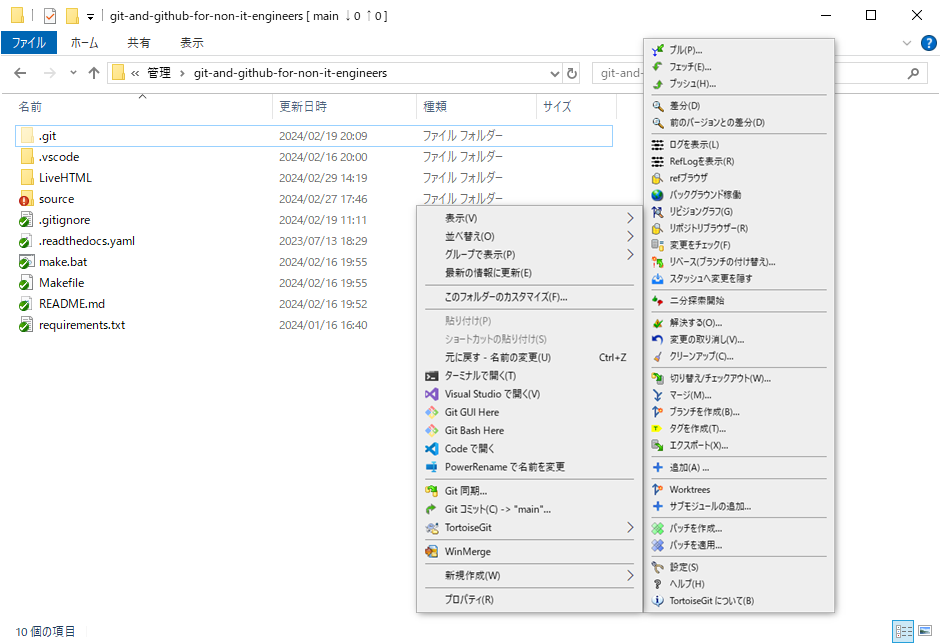 git-and-github-for-non-it-engineers [ main ↓0 ↑0 ]
ファイル ホーム 共有 表示
« 管理 › git-and-github-for-non-it-engineers
git-and-
名前 更新日時 種類 サイズ
.git 2024/02/19 20:09 ファイル フォルダー
.vscode 2024/02/16 20:00 ファイル フォルダー
LiveHTML 2024/02/29 14:19 ファイル フォルダー
source 2024/02/27 17:46 ファイル フォルダー
.gitignore 2024/02/19 11:11
.readthedocs.yaml 2023/07/13 18:29
make.bat 2024/02/16 19:55
Makefile 2024/02/16 19:55
README.md 2024/02/16 19:52
requirements.txt 2024/01/16 16:40
表示(V)
並べ替え(O)
グループで表示(P)
最新の情報に更新(E)
このフォルダーのカスタマイズ(F)...
貼り付け(P)
ショートカットの貼り付け(S)
元に戻す - 名前の変更(U) Ctrl+Z
ターミナルで開く(T)
Visual Studio で開く(V)
Git GUI Here
Git Bash Here
Code で開く
PowerRename で名前を変更
Git 同期...
Git コミット(C) -> "main"...
TortoiseGit
WinMerge
新規作成(W)
プロパティ(R)
プル(P)...
フェッチ(E)...
プッシュ(H)...
差分(D)
前のバージョンとの差分(D)
ログを表示(L)
RefLogを表示(R)
refブラウザ
バックグラウンド稼働
リビジョングラフ(G)
リポジトリブラウザー(R)
変更をチェック(F)
リベース(ブランチの付け替え)...
スタッシュへ変更を隠す
二分探索開始
解決する(O)...
変更の取り消し(V)...
クリーンアップ(C)...
切り替え/チェックアウト(W)...
マージ(M)...
ブランチを作成(B)...
タグを作成(T)...
エクスポート(X)...
追加(A) ...
Worktrees
サブモジュールの追加...
パッチを作成...
パッチを適用...
設定(S)
ヘルプ(H)
TortoiseGit について(B)
10 個の項目